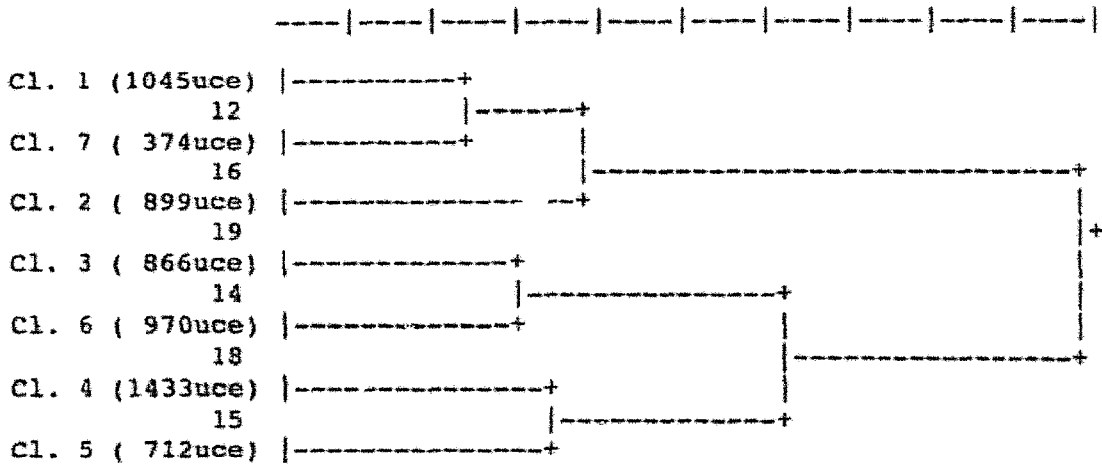 ----|----|----|----|----|----|----|----|----|----|
Cl. 1 (1045uce) |----------+
12 |------+
Cl. 7 ( 374uce) |----------+ |
16 |-----------------------------+
Cl. 2 ( 899uce) |-----------------+ |
19 |+
Cl. 3 ( 866uce) |-------------+ |
14 |---------------+ |
Cl. 6 ( 970uce) |-------------+ | |
18 |-----------------+
Cl. 4 (1433uce) |---------------+ |
15 |-------------+
Cl. 5 ( 712uce) |---------------+